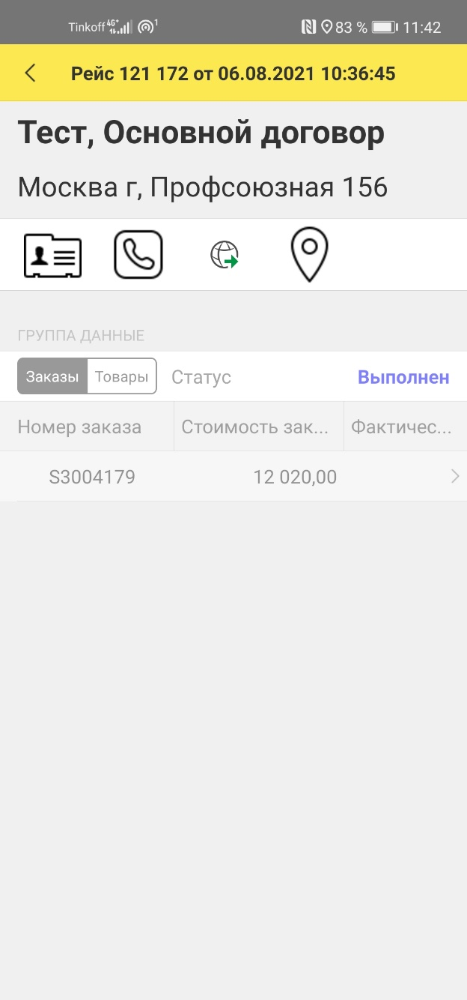 Tinkoff 4G+ 1 83 % 11:42
Рейс 121 172 от 06.08.2021 10:36:45
Тест, Основной договор
Москва г, Профсоюзная 156
ГРУППА ДАННЫЕ
Заказы Товары Статус Выполнен
Номер заказа Стоимость зак... Фактичес...
S3004179 12 020,00